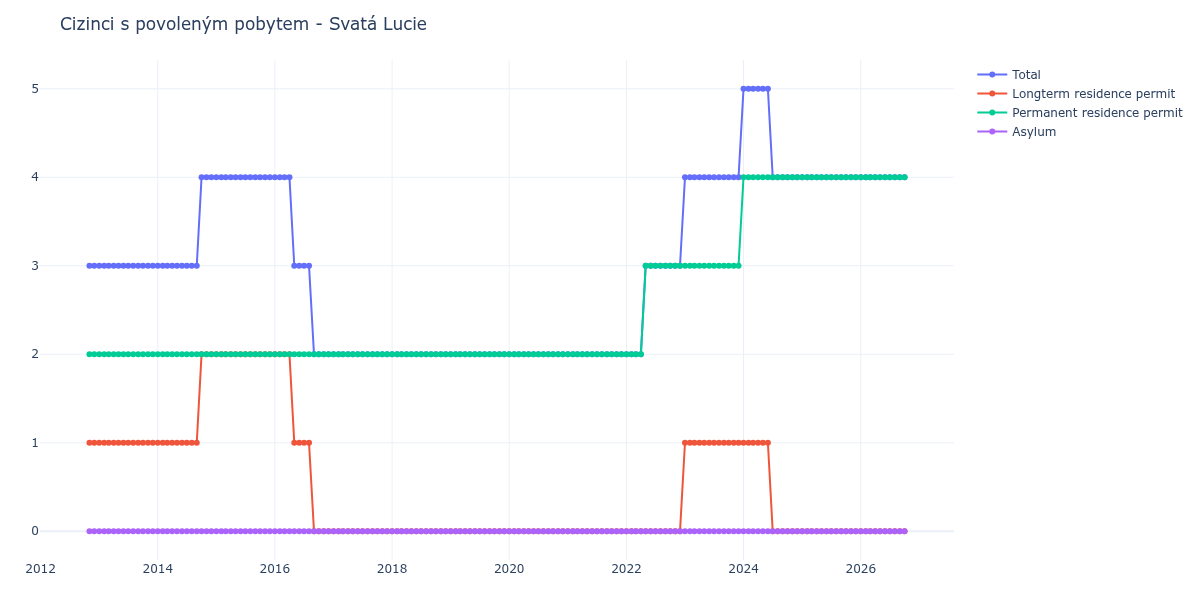 Cizinci s povoleným pobytem - Svatá Lucie
Total
Longterm residence permit
Permanent residence permit
Asylum
5
4
3
2
1
0
2012
2014
2016
2018
2020
2022
2024
2026